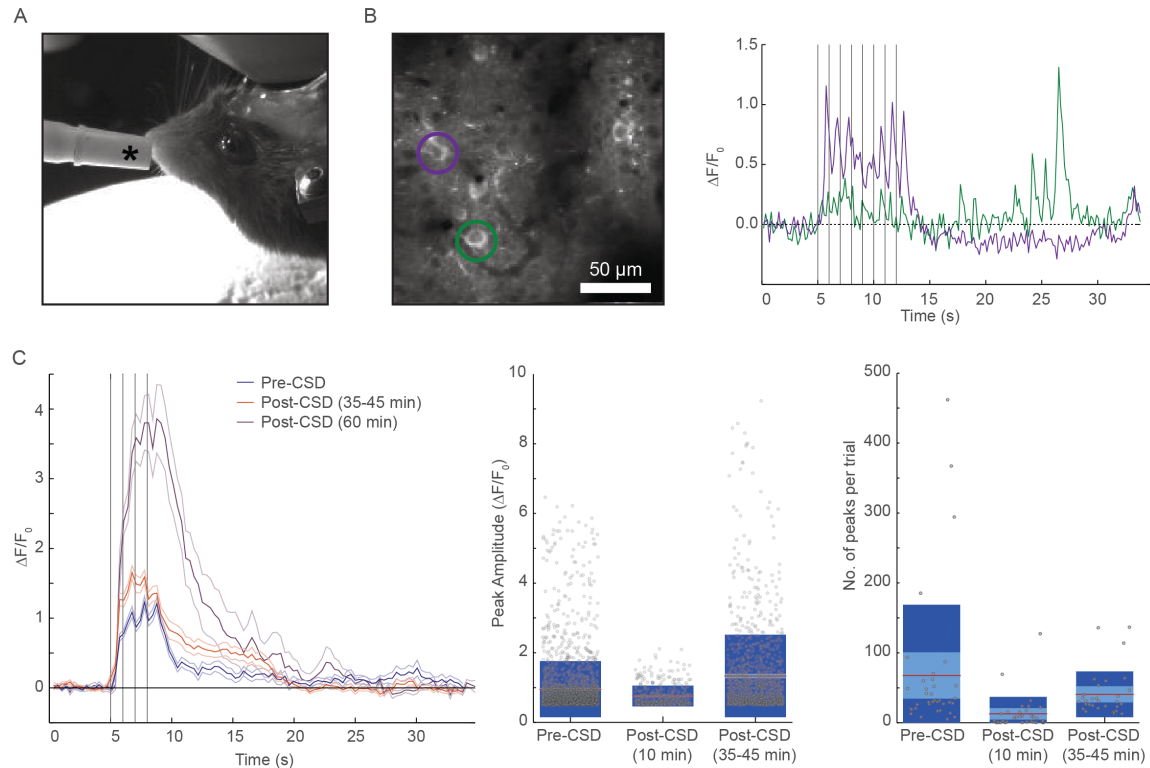 A
B
*
50 µm
1.5
1.0
0.5
0.0
ΔF/F0
0 5 10 15 20 25 30
Time (s)
C
4
3
2
1
0
ΔF/F0
Pre-CSD
Post-CSD (35-45 min)
Post-CSD (60 min)
0 5 10 15 20 25 30
Time (s)
10
8
6
4
2
0
Peak Amplitude (ΔF/F0)
Pre-CSD Post-CSD Post-CSD
(10 min) (35-45 min)
500
400
300
200
100
0
No. of peaks per trial
Pre-CSD Post-CSD Post-CSD
(10 min) (35-45 min)